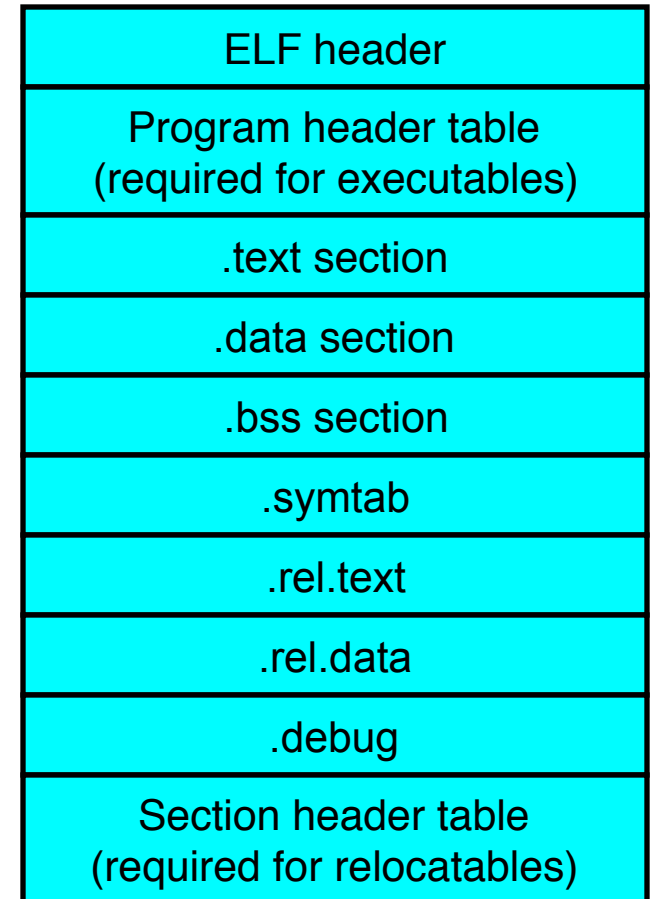 ELF header
Program header table
(required for executables)
.text section
.data section
.bss section
.symtab
.rel.text
.rel.data
.debug
Section header table
(required for relocatables)